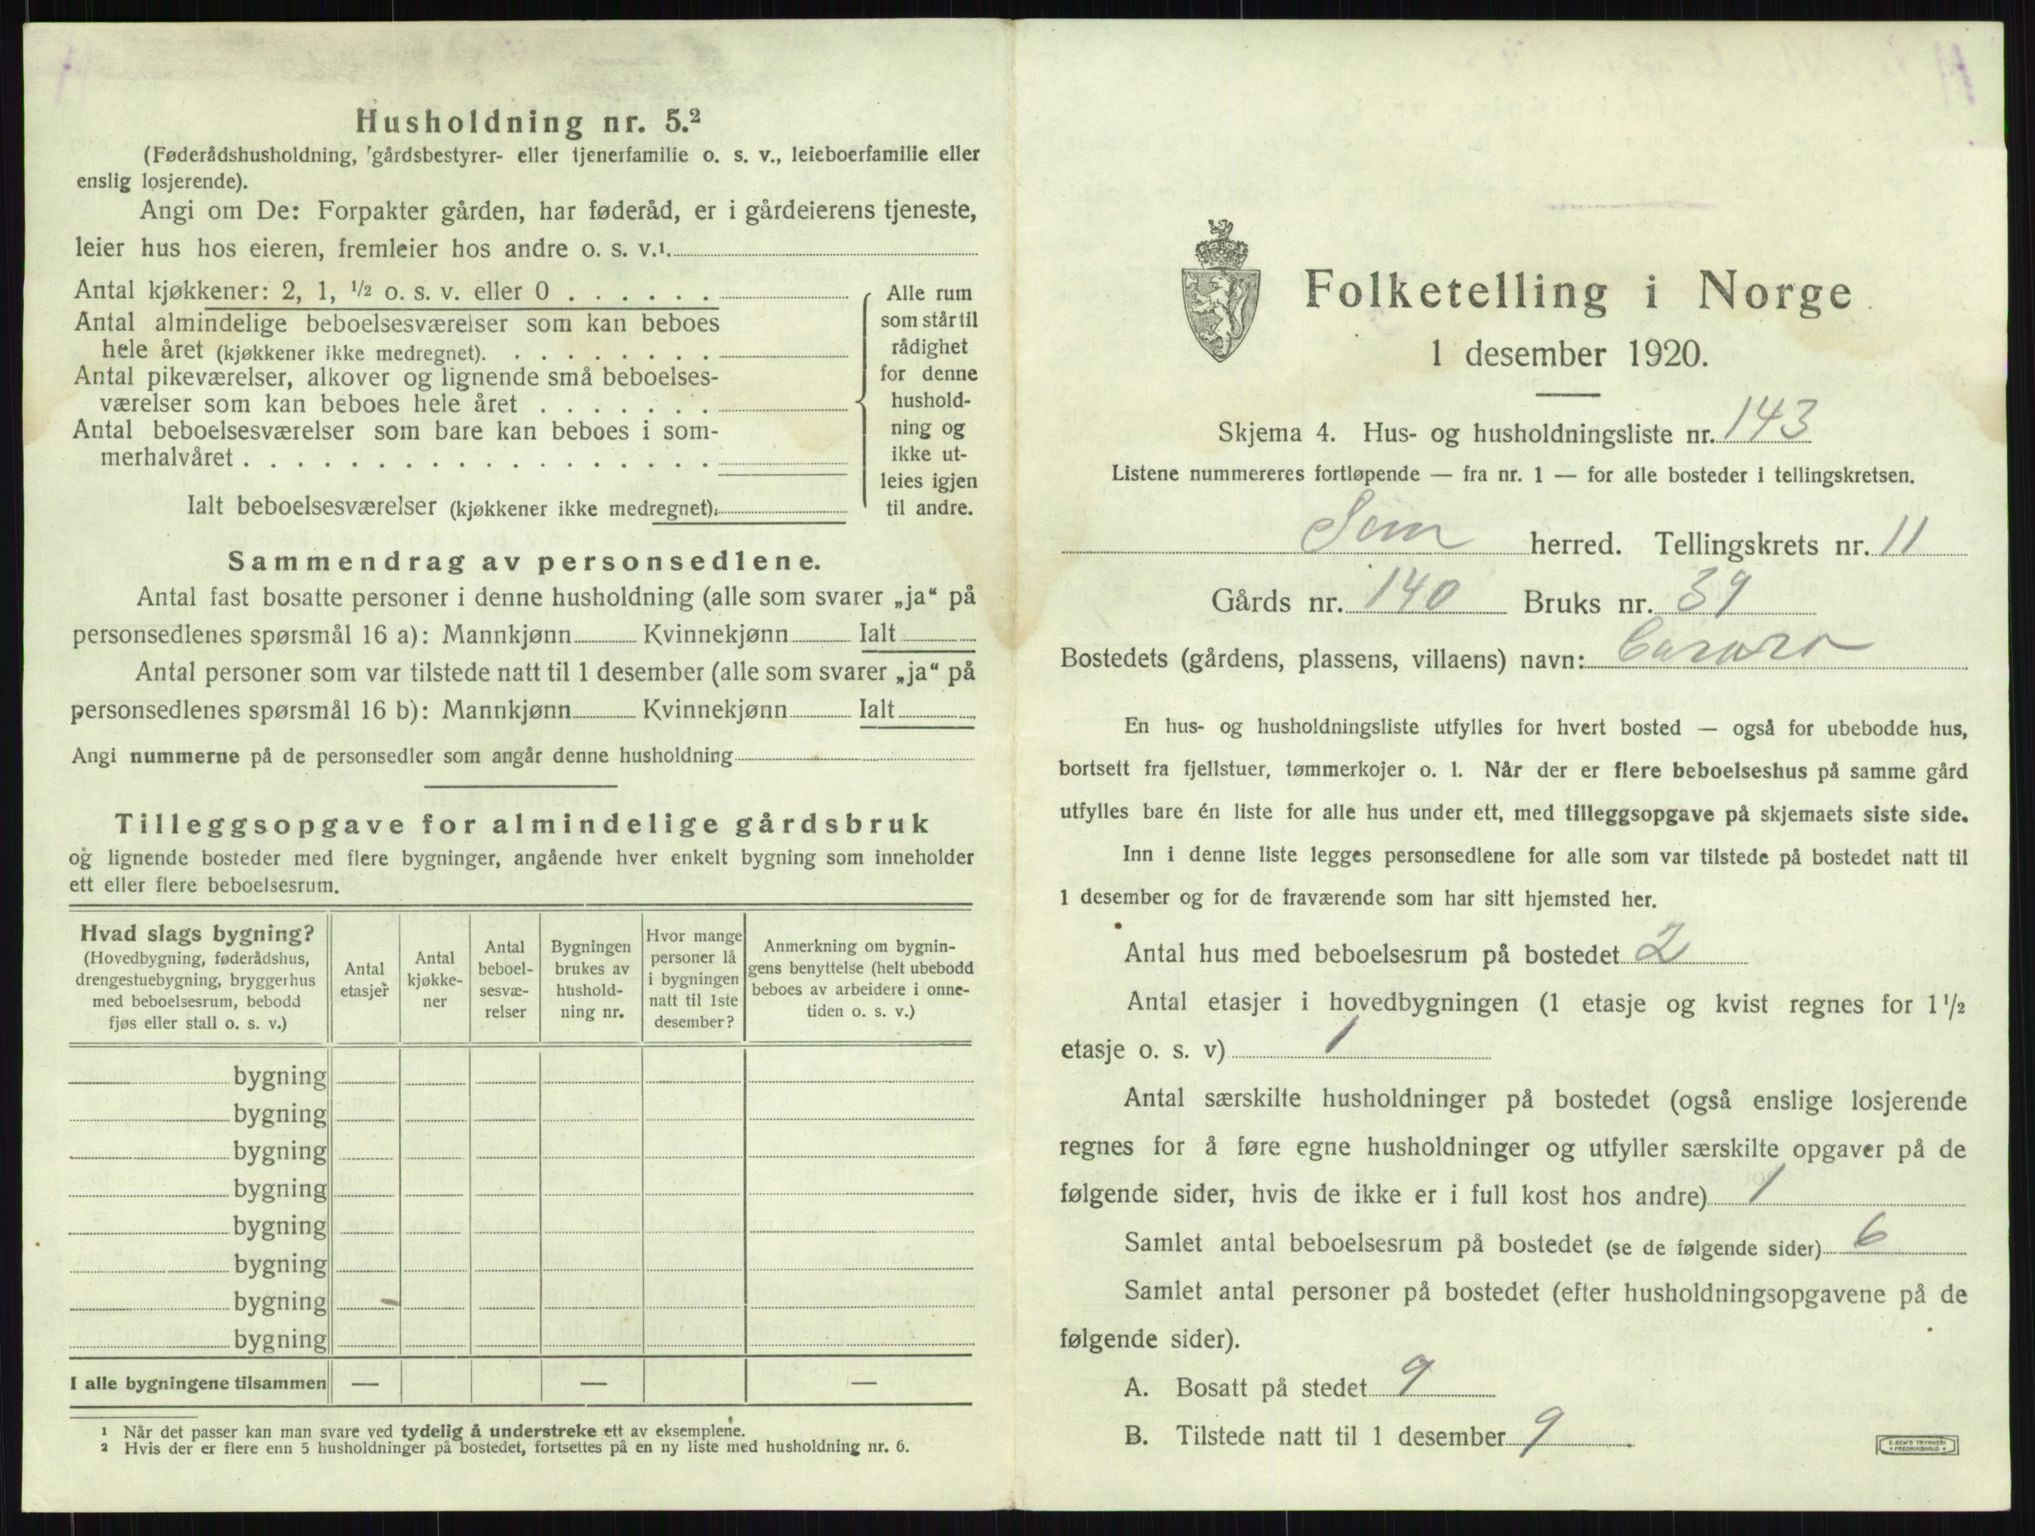 Husholdning nr. 5.²
(Føderådshusholdning, gårdsbestyrer- eller tjenerfamilie o. s. v., leieboerfamilie eller
enslig losjerende).
Angi om De: Forpakter gården, har føderåd, er i gårdeierens tjeneste,
leier hus hos eieren, fremleier hos andre o. s. v.¹.
Antal kjøkkener: 2, 1, ½ o. s. v. eller 0 . . . . . .
Antal almindelige beboelsesværelser som kan beboes
hele året (kjøkkener ikke medregnet). . . . . . . . .
Antal pikeværelser, alkover og lignende små beboelses-
værelser som kan beboes hele året . . . . . . .
Antal beboelsesværelser som bare kan beboes i som-
merhalvåret . . . . . . . . . . . . . . . . . .
Ialt beboelsesværelser (kjøkkener ikke medregnet).
Alle rum
som står til
rådighet
for denne
hushold-
ning og
ikke ut-
leies igjen
til andre.
Sammendrag av personsedlene.
Antal fast bosatte personer i denne husholdning (alle som svarer „ja“ på
personsedlenes spørsmål 16 a): Mannkjønn Kvinnekjønn Ialt
Antal personer som var tilstede natt til 1 desember (alle som svarer „ja“ på
personsedlenes spørsmål 16 b): Mannkjønn Kvinnekjønn Ialt
Angi nummerne på de personsedler som angår denne husholdning
Tilleggsopgave for almindelige gårdsbruk
og lignende bosteder med flere bygninger, angående hver enkelt bygning som inneholder
ett eller flere beboelsesrum.
Hvad slags bygning?
(Hovedbygning, føderådshus,
drengestuebygning, bryggerhus
med beboelsesrum, bebodd
fjøs eller stall o. s. v.)
Antal
etasjer
Antal
kjøkke-
ner
Antal
beboel-
sesvæ-
relser
Bygningen
brukes av
hushold-
ning nr.
Hvor mange
personer lå
i bygningen
natt til 1ste
desember?
Anmerkning om bygnin-
gens benyttelse (helt ubebodd
beboes av arbeidere i onne-
tiden o. s. v.)
bygning
bygning
bygning
bygning
bygning
bygning
bygning
bygning
I alle bygningene tilsammen — — —
¹ Når det passer kan man svare ved tydelig å understreke ett av eksemplene.
² Hvis der er flere enn 5 husholdninger på bostedet, fortsettes på en ny liste med husholdning nr. 6.
Folketelling i Norge
1 desember 1920.
Skjema 4. Hus- og husholdningsliste nr. 143
Listene nummereres fortløpende — fra nr. 1 — for alle bosteder i tellingskretsen.
Sem herred. Tellingskrets nr. 11
Gårds nr. 140 Bruks nr. 39
Bostedets (gårdens, plassens, villaens) navn:
En hus- og husholdningsliste utfylles for hvert bosted — også for ubebodde hus,
bortsett fra fjellstuer, tømmerkojer o. l. Når der er flere beboelseshus på samme gård
utfylles bare én liste for alle hus under ett, med tilleggsopgave på skjemaets siste side.
Inn i denne liste legges personsedlene for alle som var tilstede på bostedet natt til
1 desember og for de fraværende som har sitt hjemsted her.
Antal hus med beboelsesrum på bostedet 2
Antal etasjer i hovedbygningen (1 etasje og kvist regnes for 1½
etasje o. s. v) 1
Antal særskilte husholdninger på bostedet (også enslige losjerende
regnes for å føre egne husholdninger og utfyller særskilte opgaver på de
følgende sider, hvis de ikke er i full kost hos andre) 1
Samlet antal beboelsesrum på bostedet (se de følgende sider) 6
Samlet antal personer på bostedet (efter husholdningsopgavene på de
følgende sider).
A. Bosatt på stedet 9
B. Tilstede natt til 1 desember 9
E. SEM'S TRYKKERI
• FREDRIKSHALD •